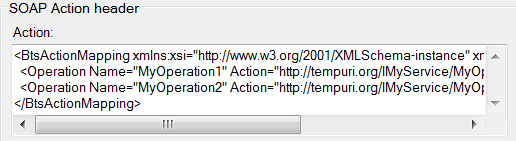 SOAP Action header
Action:
<BtsActionMapping xmlns:xsi="http://www.w3.org/2001/XMLSchema-instance" xm
<Operation Name="MyOperation1" Action="http://tempuri.org/IMyService/MyOp
<Operation Name="MyOperation2" Action="http://tempuri.org/IMyService/MyOp
</BtsActionMapping>